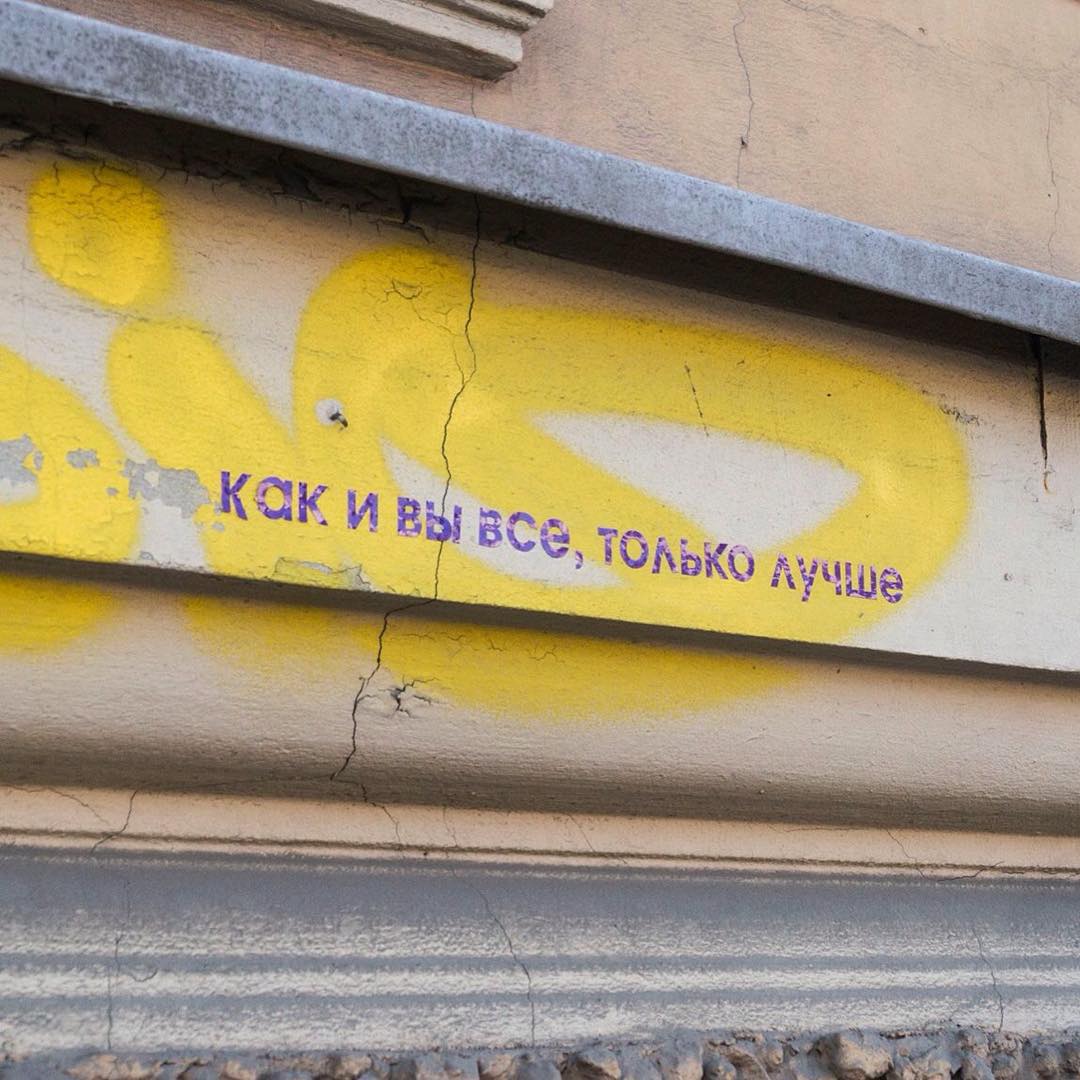 как и вы все, только лучше